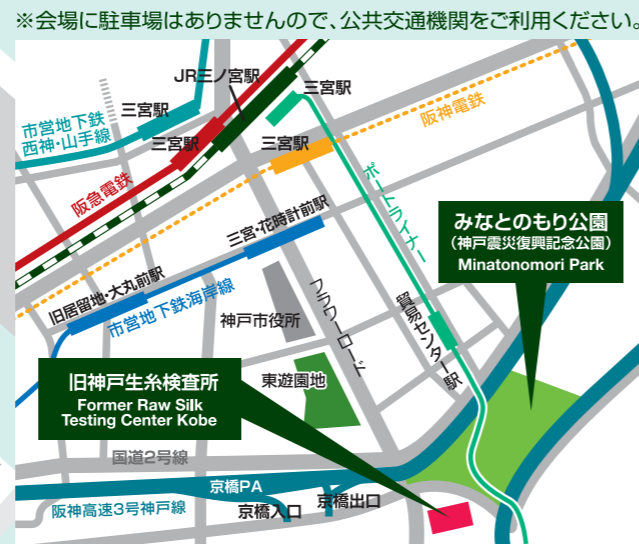 ※会場に駐車場はありませんので、公共交通機関をご利用ください。
JR三ノ宮駅
三宮駅
市営地下鉄
西神・山手線
三宮駅
三宮駅
三宮駅
阪神電鉄
阪急電鉄
ポートライナー
みなとのもり公園
(神戸震災復興記念公園)
Minatonomori Park
三宮・花時計前駅
旧居留地・大丸前駅
市営地下鉄海岸線
神戸市役所
フラワーロード
貿易センター駅
旧神戸生糸検査所
Former Raw Silk
Testing Center Kobe
東遊園地
国道2号線
京橋PA
阪神高速3号神戸線
京橋入口
京橋出口